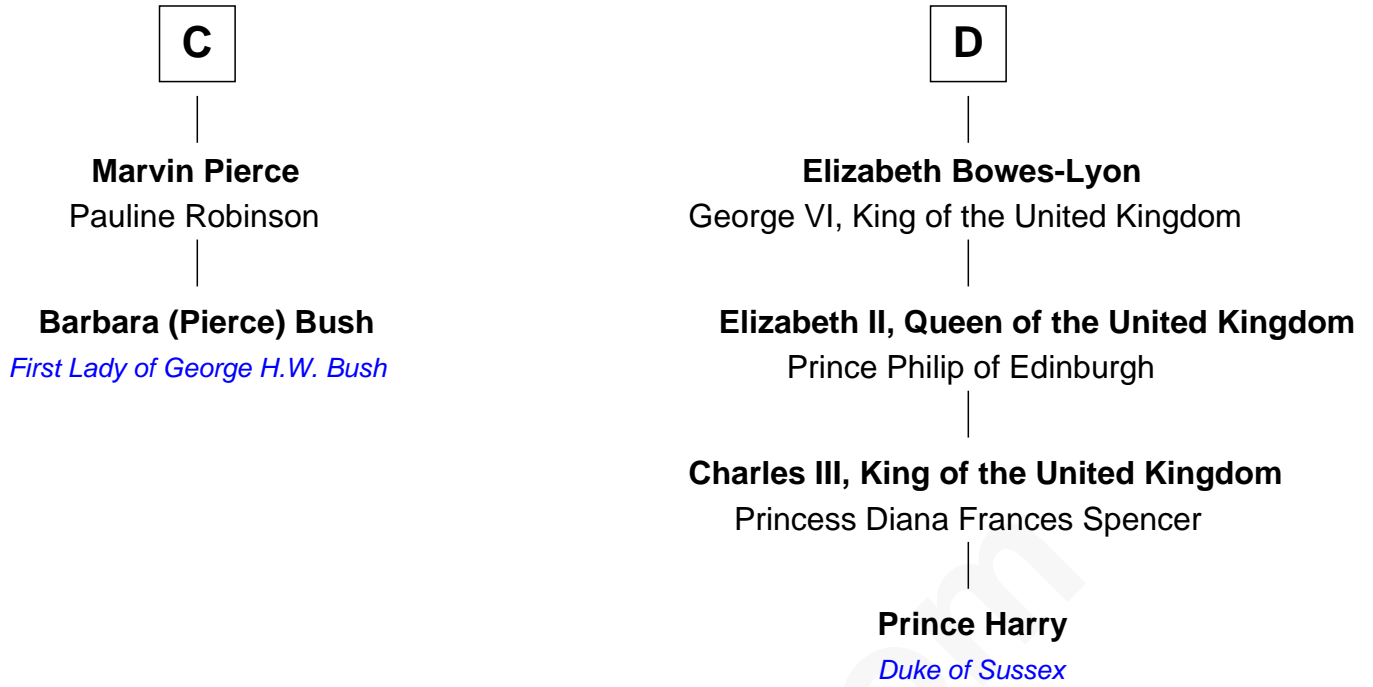 C
Marvin Pierce
Pauline Robinson
Barbara (Pierce) Bush
First Lady of George H.W. Bush
D
Elizabeth Bowes-Lyon
George VI, King of the United Kingdom
Elizabeth II, Queen of the United Kingdom
Prince Philip of Edinburgh
Charles III, King of the United Kingdom
Princess Diana Frances Spencer
Prince Harry
Duke of Sussex
om